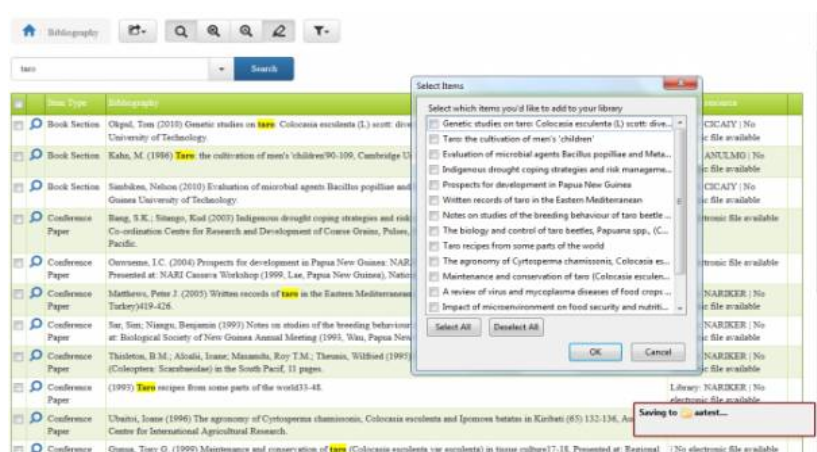 Bibliography
taro
Search
Item Type Bibliography
Book Section Okpul, Tom (2010) Genetic studies on taro: Colocasia esculenta (L) scott: dive
University of Technology.
Book Section Kahn, M. (1986) Taro: the cultivation of men's 'children'90-109, Cambridge U
Book Section Simbiken, Nelson (2010) Evaluation of microbial agents Bacillus popilliae and
Guinea University of Technology.
Conference Paper Bang, S.K.; Sitango, Kud (2003) Indigenous drought coping strategies and risk
Co-ordination Centre for Research and Development of Coarse Grains, Pulses,
Pacific.
Conference Paper Onwueme, I.C. (2004) Prospects for development in Papua New Guinea: NAR
Presented at: NARI Cassava Workshop (1999, Lae, Papua New Guinea), Nation
Conference Paper Matthews, Peter J. (2005) Written records of taro in the Eastern Mediterranean
Turkey)419-426.
Conference Paper Sar, Sim; Niangu, Benjamin (1993) Notes on studies of the breeding behaviour
at: Biological Society of New Guinea Annual Meeting (1993, Wau, Papua New
Conference Paper Thistleton, B.M.; Aloalii, Ioane; Masamdu, Roy T.M.; Theunis, Wilfried (1995)
(Coleoptera: Scarabaeidae) in the South Pacif, 11 pages.
Conference Paper (1993) Taro recipes from some parts of the world33-48.
Conference Paper Ubaitoi, Ioane (1996) The agronomy of Cyrtosperma chamissonis, Colocasia esculenta and Ipomoea batatas in Kiribati (65) 132-136, Au
Centre for International Agricultural Research.
Conference Gunua, Tony G. (1999) Maintenance and conservation of taro (Colocasia esculenta var esculenta) in tissue culture17-18, Presented at: Regional
CICAIY | No
file available
ANULMG | No
file available
CICAIY | No
file available
electronic file available
NARIKER | No
file available
NARIKER | No
file available
NARIKER | No
file available
Library: NARIKER | No
electronic file available
| No electronic file available
Select Items
Select which items you'd like to add to your library
Genetic studies on taro: Colocasia esculenta (L) scott: dive...
Taro: the cultivation of men's 'children'
Evaluation of microbial agents Bacillus popilliae and Meta...
Indigenous drought coping strategies and risk manageme...
Prospects for development in Papua New Guinea
Written records of taro in the Eastern Mediterranean
Notes on studies of the breeding behaviour of taro beetle ...
The biology and control of taro beetles, Papuana spp., (C...
Taro recipes from some parts of the world
The agronomy of Cyrtosperma chamissonis, Colocasia es...
Maintenance and conservation of taro (Colocasia esculen...
A review of virus and mycoplasma diseases of food crops ...
Impact of microenvironment on food security and nutriti...
Select All Deselect All
OK Cancel
Saving to aatest...